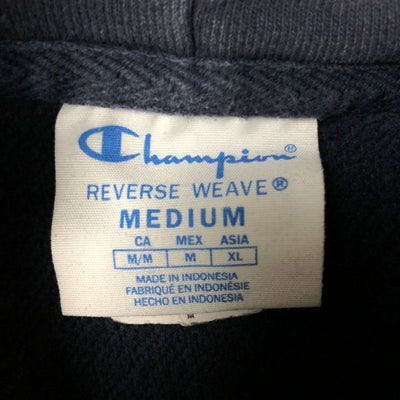 Champion®
REVERSE WEAVE®
MEDIUM
CA MEX ASIA
M/M M XL
MADE IN INDONESIA
FABRIQUÉ EN INDONÉSIE
HECHO EN INDONESIA
M